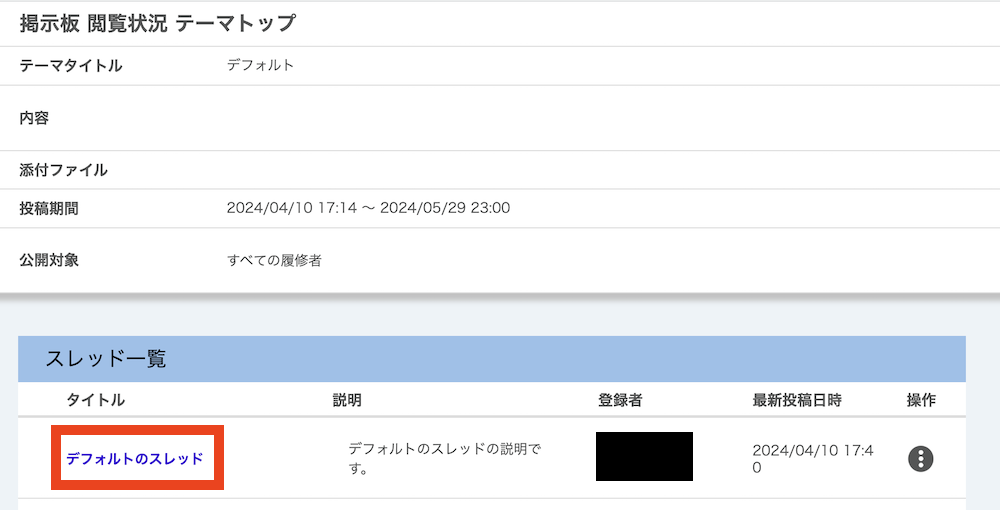 掲示板 閲覧状況 テーマトップ
テーマタイトル デフォルト
内容
添付ファイル
投稿期間 2024/04/10 17:14 〜 2024/05/29 23:00
公開対象 すべての履修者
スレッド一覧
タイトル 説明 登録者 最新投稿日時 操作
デフォルトのスレッド
デフォルトのスレッドの説明で
す。
2024/04/10 17:4
0